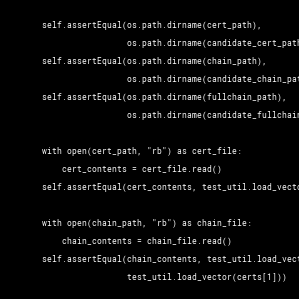 self.assertEqual(os.path.dirname(cert_path),
os.path.dirname(candidate_cert_path
self.assertEqual(os.path.dirname(chain_path),
os.path.dirname(candidate_chain_pat
self.assertEqual(os.path.dirname(fullchain_path),
os.path.dirname(candidate_fullchain
with open(cert_path, "rb") as cert_file:
cert_contents = cert_file.read()
self.assertEqual(cert_contents, test_util.load_vecto
with open(chain_path, "rb") as chain_file:
chain_contents = chain_file.read()
self.assertEqual(chain_contents, test_util.load_vect
test_util.load_vector(certs[1]))